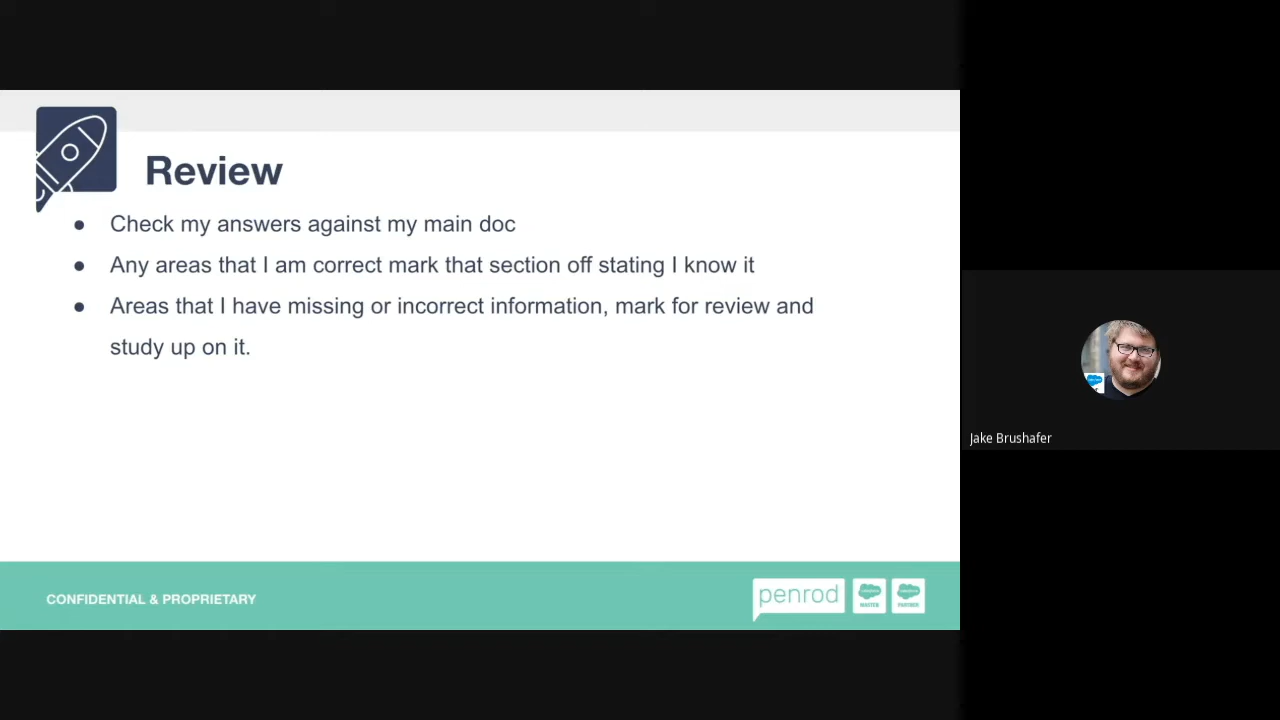 Review
● Check my answers against my main doc
● Any areas that I am correct mark that section off stating I know it
● Areas that I have missing or incorrect information, mark for review and
study up on it.
Jake Brushafer
CONFIDENTIAL & PROPRIETARY
penrod
MASTER
PARTNER